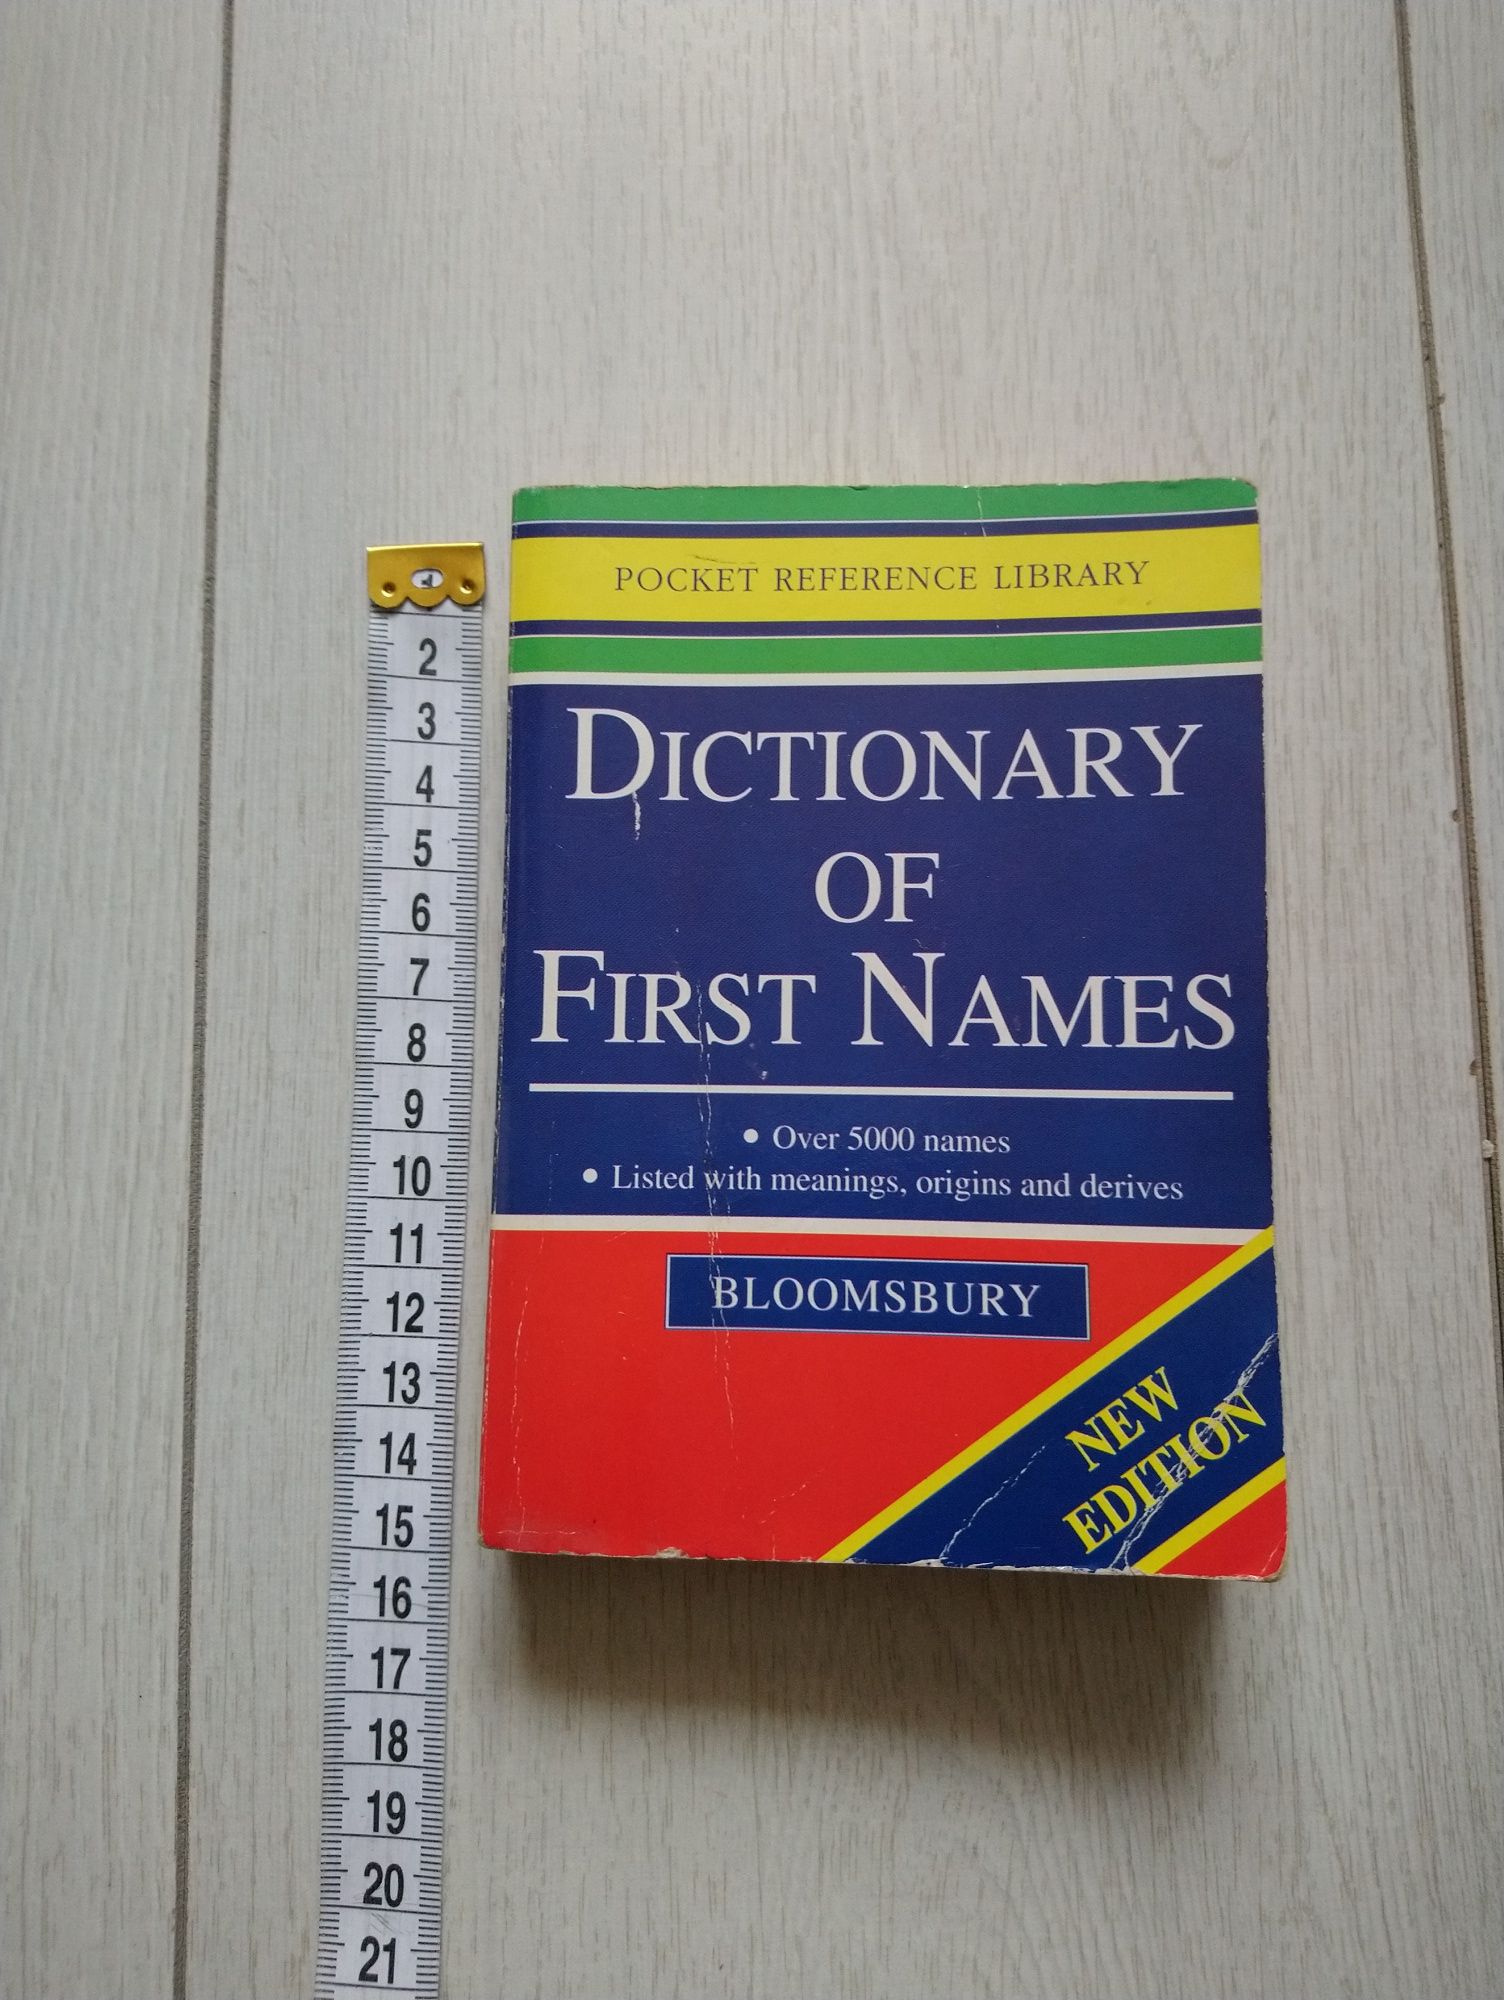 POCKET REFERENCE LIBRARY
DICTIONARY
OF
FIRST NAMES
• Over 5000 names
• Listed with meanings, origins and derives
BLOOMSBURY
NEW
EDITION
1
2
3
4
5
6
7
8
9
10
11
12
13
14
15
16
17
18
19
20
21